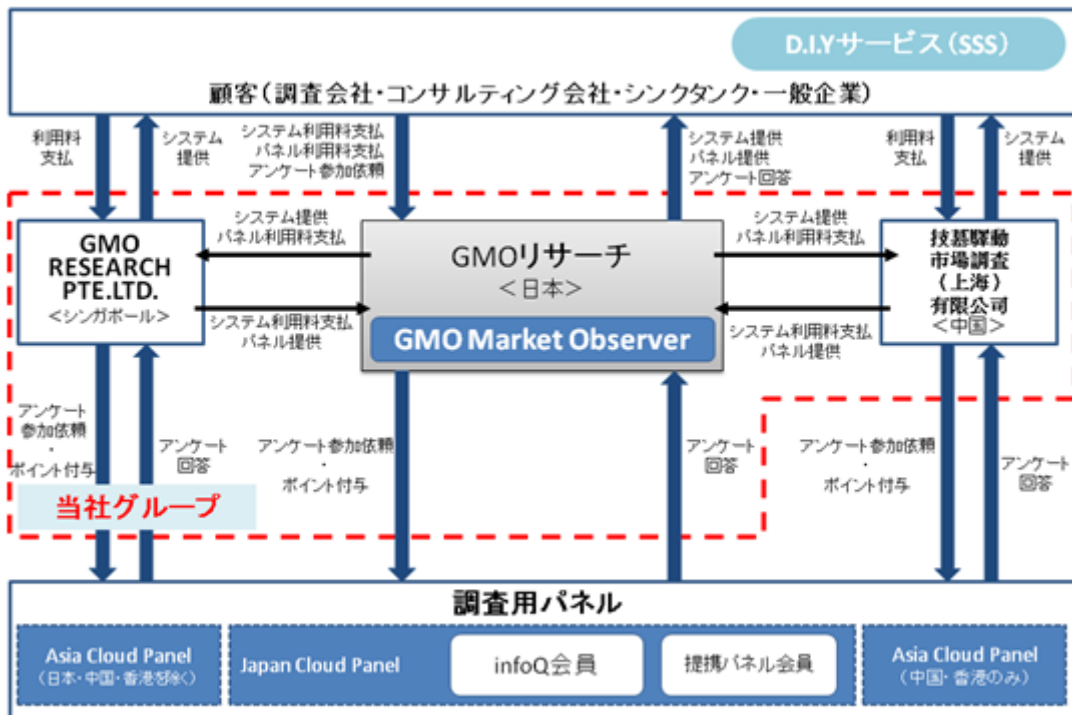 D.I.Yサービス(SSS)
顧客(調査会社・コンサルティング会社・シンクタンク・一般企業)
利用料
支払
システム
提供
システム利用料支払
パネル利用料支払
アンケート参加依頼
システム提供
パネル提供
アンケート回答
利用料
支払
システム
提供
GMO
RESEARCH
PTE.LTD.
<シンガポール>
システム提供
パネル利用料支払
システム利用料支払
パネル提供
GMOリサーチ
<日本>
GMO Market Observer
システム提供
パネル利用料支払
システム利用料支払
パネル提供
技慕驛動
市場調査
(上海)
有限公司
<中国>
アンケート
参加依頼
・
ポイント付与
アンケート
回答
アンケート参加依頼
・
ポイント付与
アンケート
回答
アンケート参加依頼
・
ポイント付与
アンケート
回答
当社グループ
調査用パネル
Asia Cloud Panel
(日本・中国・香港を除く)
Japan Cloud Panel
infoQ会員
提携パネル会員
Asia Cloud Panel
(中国・香港のみ)